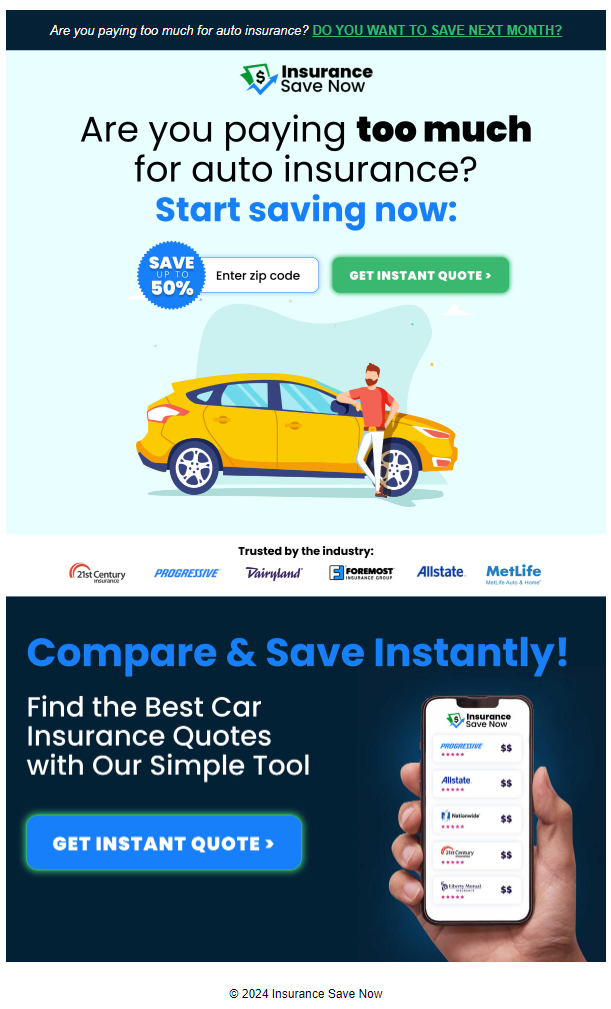 Are you paying too much for auto insurance? DO YOU WANT TO SAVE NEXT MONTH?
Insurance
Save Now
Are you paying too much
for auto insurance?
Start saving now:
SAVE
UP TO
50%
Enter zip code
GET INSTANT QUOTE >
Trusted by the industry:
21st Century
Insurance
PROGRESSIVE
Dairyland
FOREMOST
INSURANCE GROUP
Allstate
MetLife
MetLife Auto & Home
Compare & Save Instantly!
Find the Best Car
Insurance Quotes
with Our Simple Tool
GET INSTANT QUOTE >
Insurance
Save Now
PROGRESSIVE
$$
Allstate
$$
Nationwide
$$
21st Century
Insurance
$$
Liberty Mutual
INSURANCE
$$
© 2024 Insurance Save Now